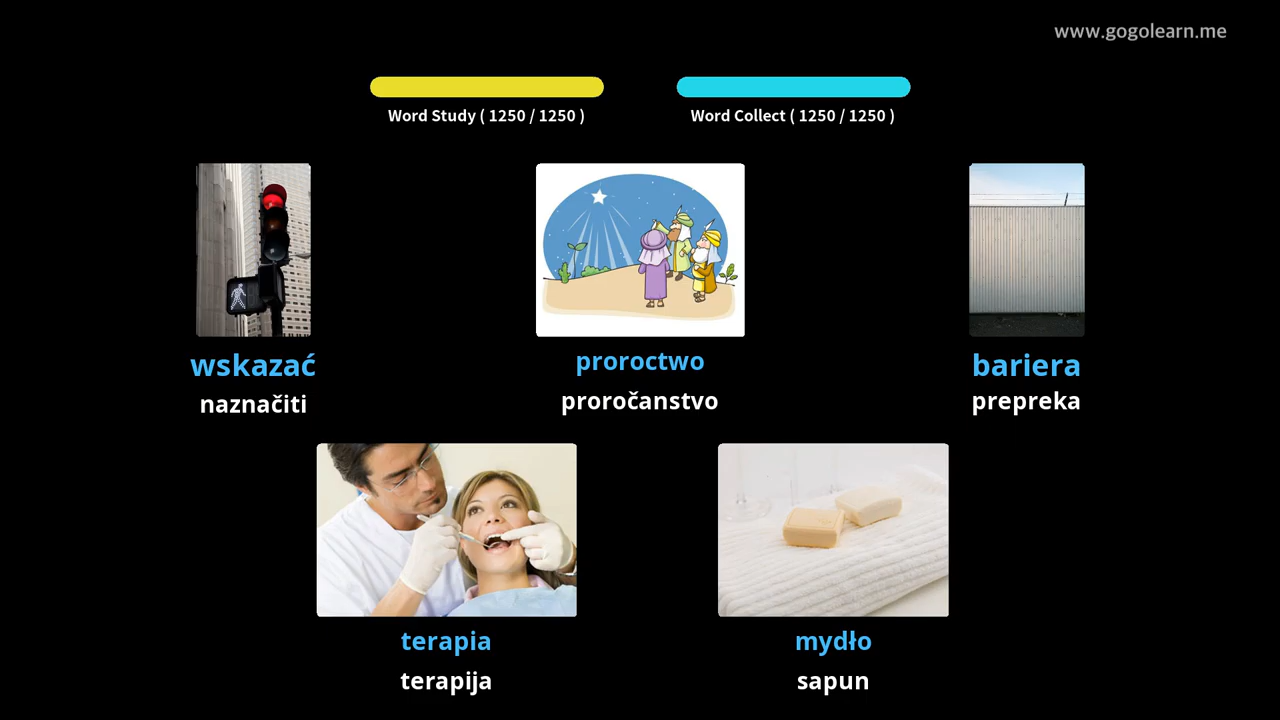 www.gogolearn.me
Word Study ( 1250 / 1250 )
Word Collect ( 1250 / 1250 )
wskazać
naznačiti
proroctwo
proročanstvo
bariera
prepreka
terapia
terapija
mydło
sapun